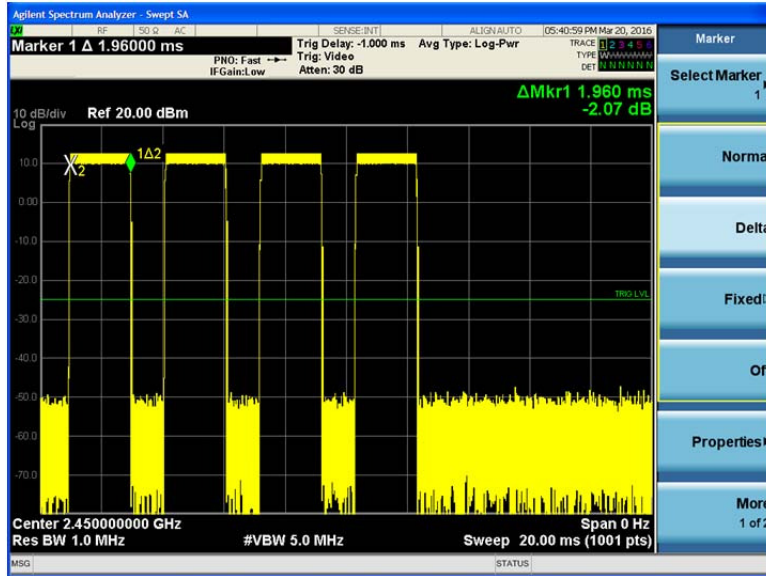 Agilent Spectrum Analyzer - Swept SA
LXI RF 50 Ω AC SENSE:INT ALIGN AUTO 05:40:59 PM Mar 20, 2016
Marker 1 Δ 1.96000 ms
PNO: Fast
IFGain:Low
Trig Delay: -1.000 ms
Trig: Video
Atten: 30 dB
Avg Type: Log-Pwr
TRACE 1 2 3 4 5 6
TYPE W
DET N N N N N N
ΔMkr1 1.960 ms
-2.07 dB
10 dB/div Ref 20.00 dBm
Log
10.0
0.00
-10.0
-20.0
-30.0
-40.0
-50.0
-60.0
-70.0
X2
1Δ2
TRIG LVL
Center 2.450000000 GHz Span 0 Hz
Res BW 1.0 MHz #VBW 5.0 MHz Sweep 20.00 ms (1001 pts)
MSG STATUS
Marker
Select Marker
1
Norma
Delta
Fixed
Of
Properties
More
1 of 2